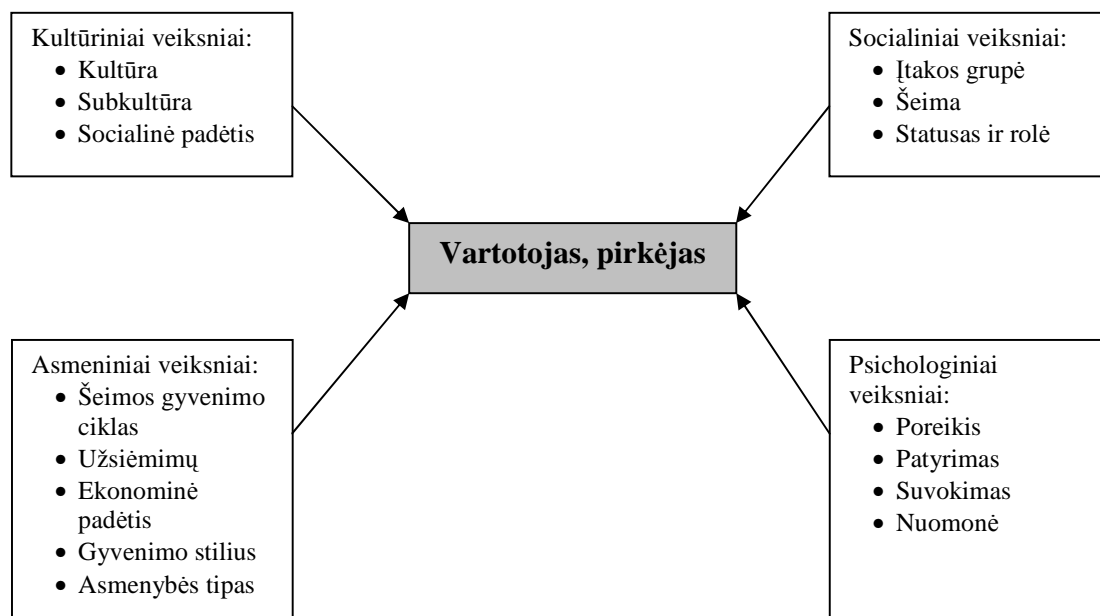 Kultūriniai veiksniai:
• Kultūra
• Subkultūra
• Socialinė padėtis
Socialiniai veiksniai:
• Įtakos grupė
• Šeima
• Statusas ir rolė
Vartotojas, pirkėjas
Asmeniniai veiksniai:
• Šeimos gyvenimo
ciklas
• Užsiėmimų
• Ekonominė
padėtis
• Gyvenimo stilius
• Asmenybės tipas
Psichologiniai
veiksniai:
• Poreikis
• Patyrimas
• Suvokimas
• Nuomonė